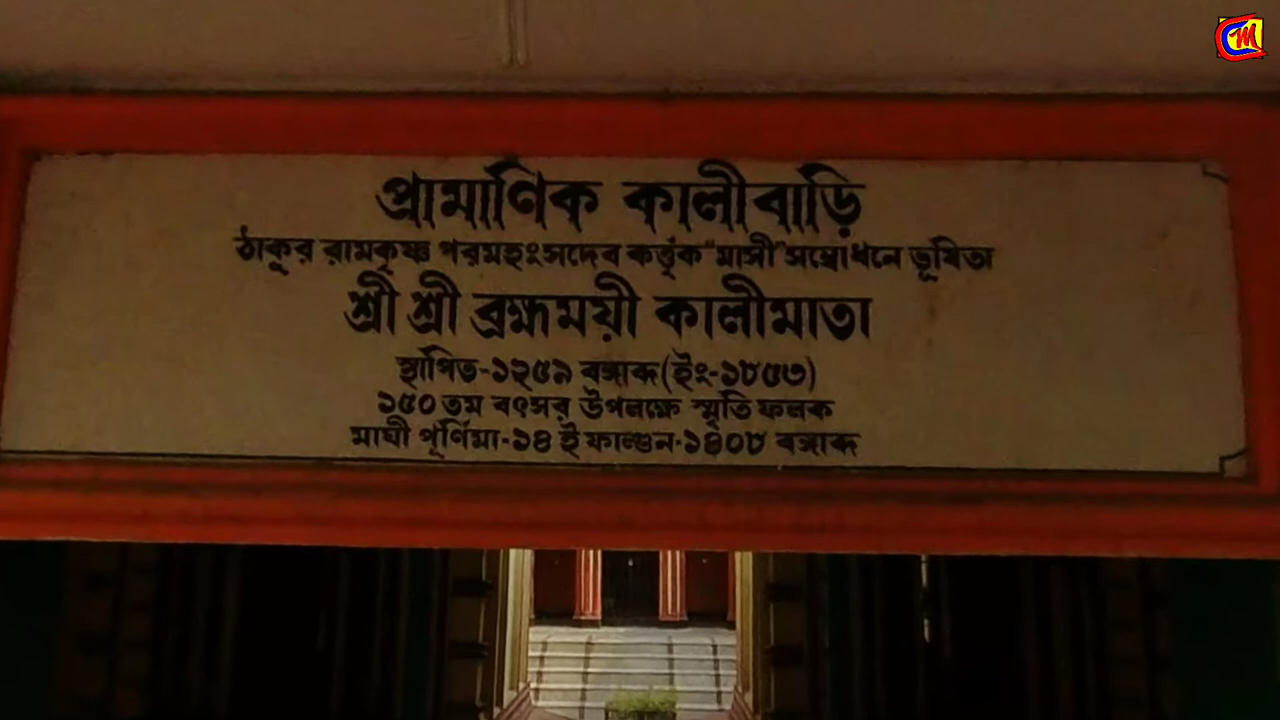 প্রামাণিক কালীবাড়ি
ঠাকুর রামকৃষ্ণ পরমহংসদেব কর্ত্তৃক "মাসী" সম্বোধনে ভূষিতা
শ্রী শ্রী ব্রহ্মময়ী কালীমাতা
স্থাপিত-১২৫৯ বঙ্গাব্দ (ইং-১৮৫৩)
১৫০ তম বৎসর উপলক্ষে স্মৃতি ফলক
মাঘী পূর্ণিমা-১৪ ই ফাল্গুন-১৪০৮ বঙ্গাব্দ